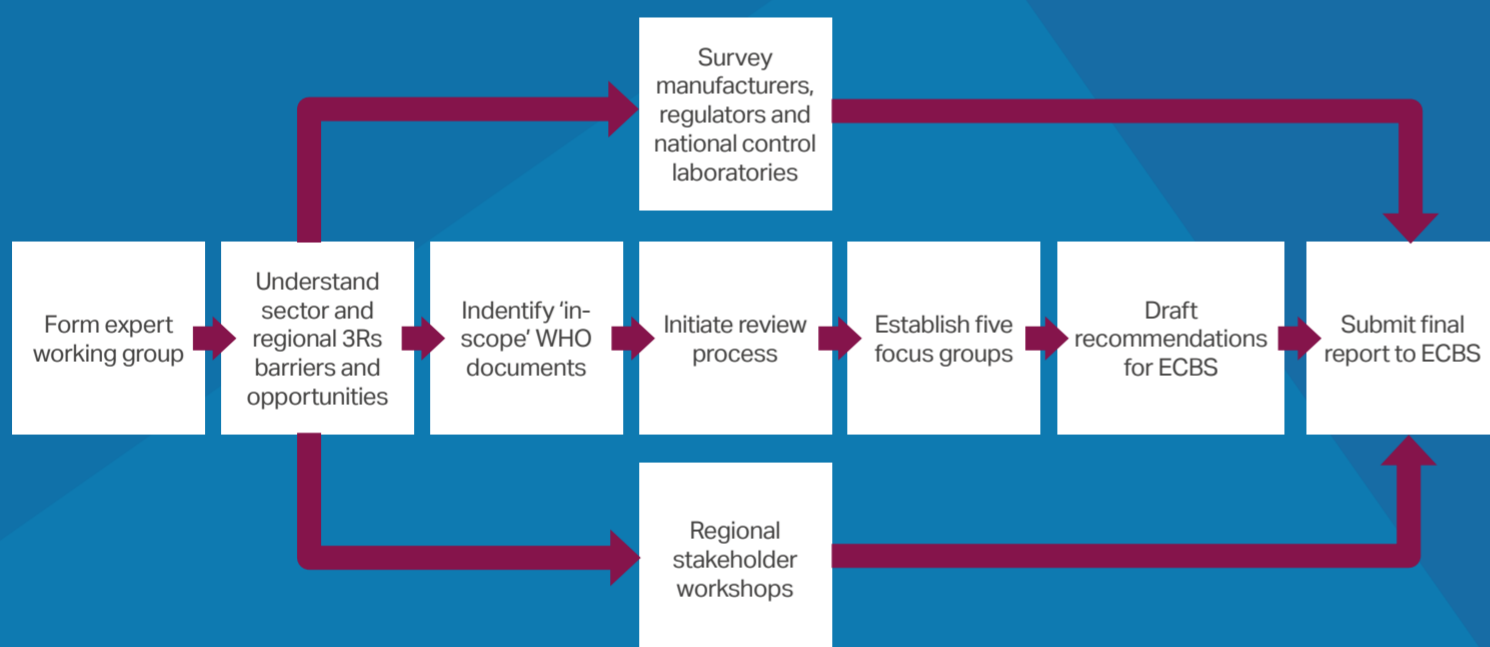 Survey
manufacturers,
regulators and
national control
laboratories
Form expert
working group
Understand
sector and
regional 3Rs
barriers and
opportunities
Indentify ‘in-
scope’ WHO
documents
Initiate review
process
Establish five
focus groups
Draft
recommendations
for ECBS
Submit final
report to ECBS
Regional
stakeholder
workshops